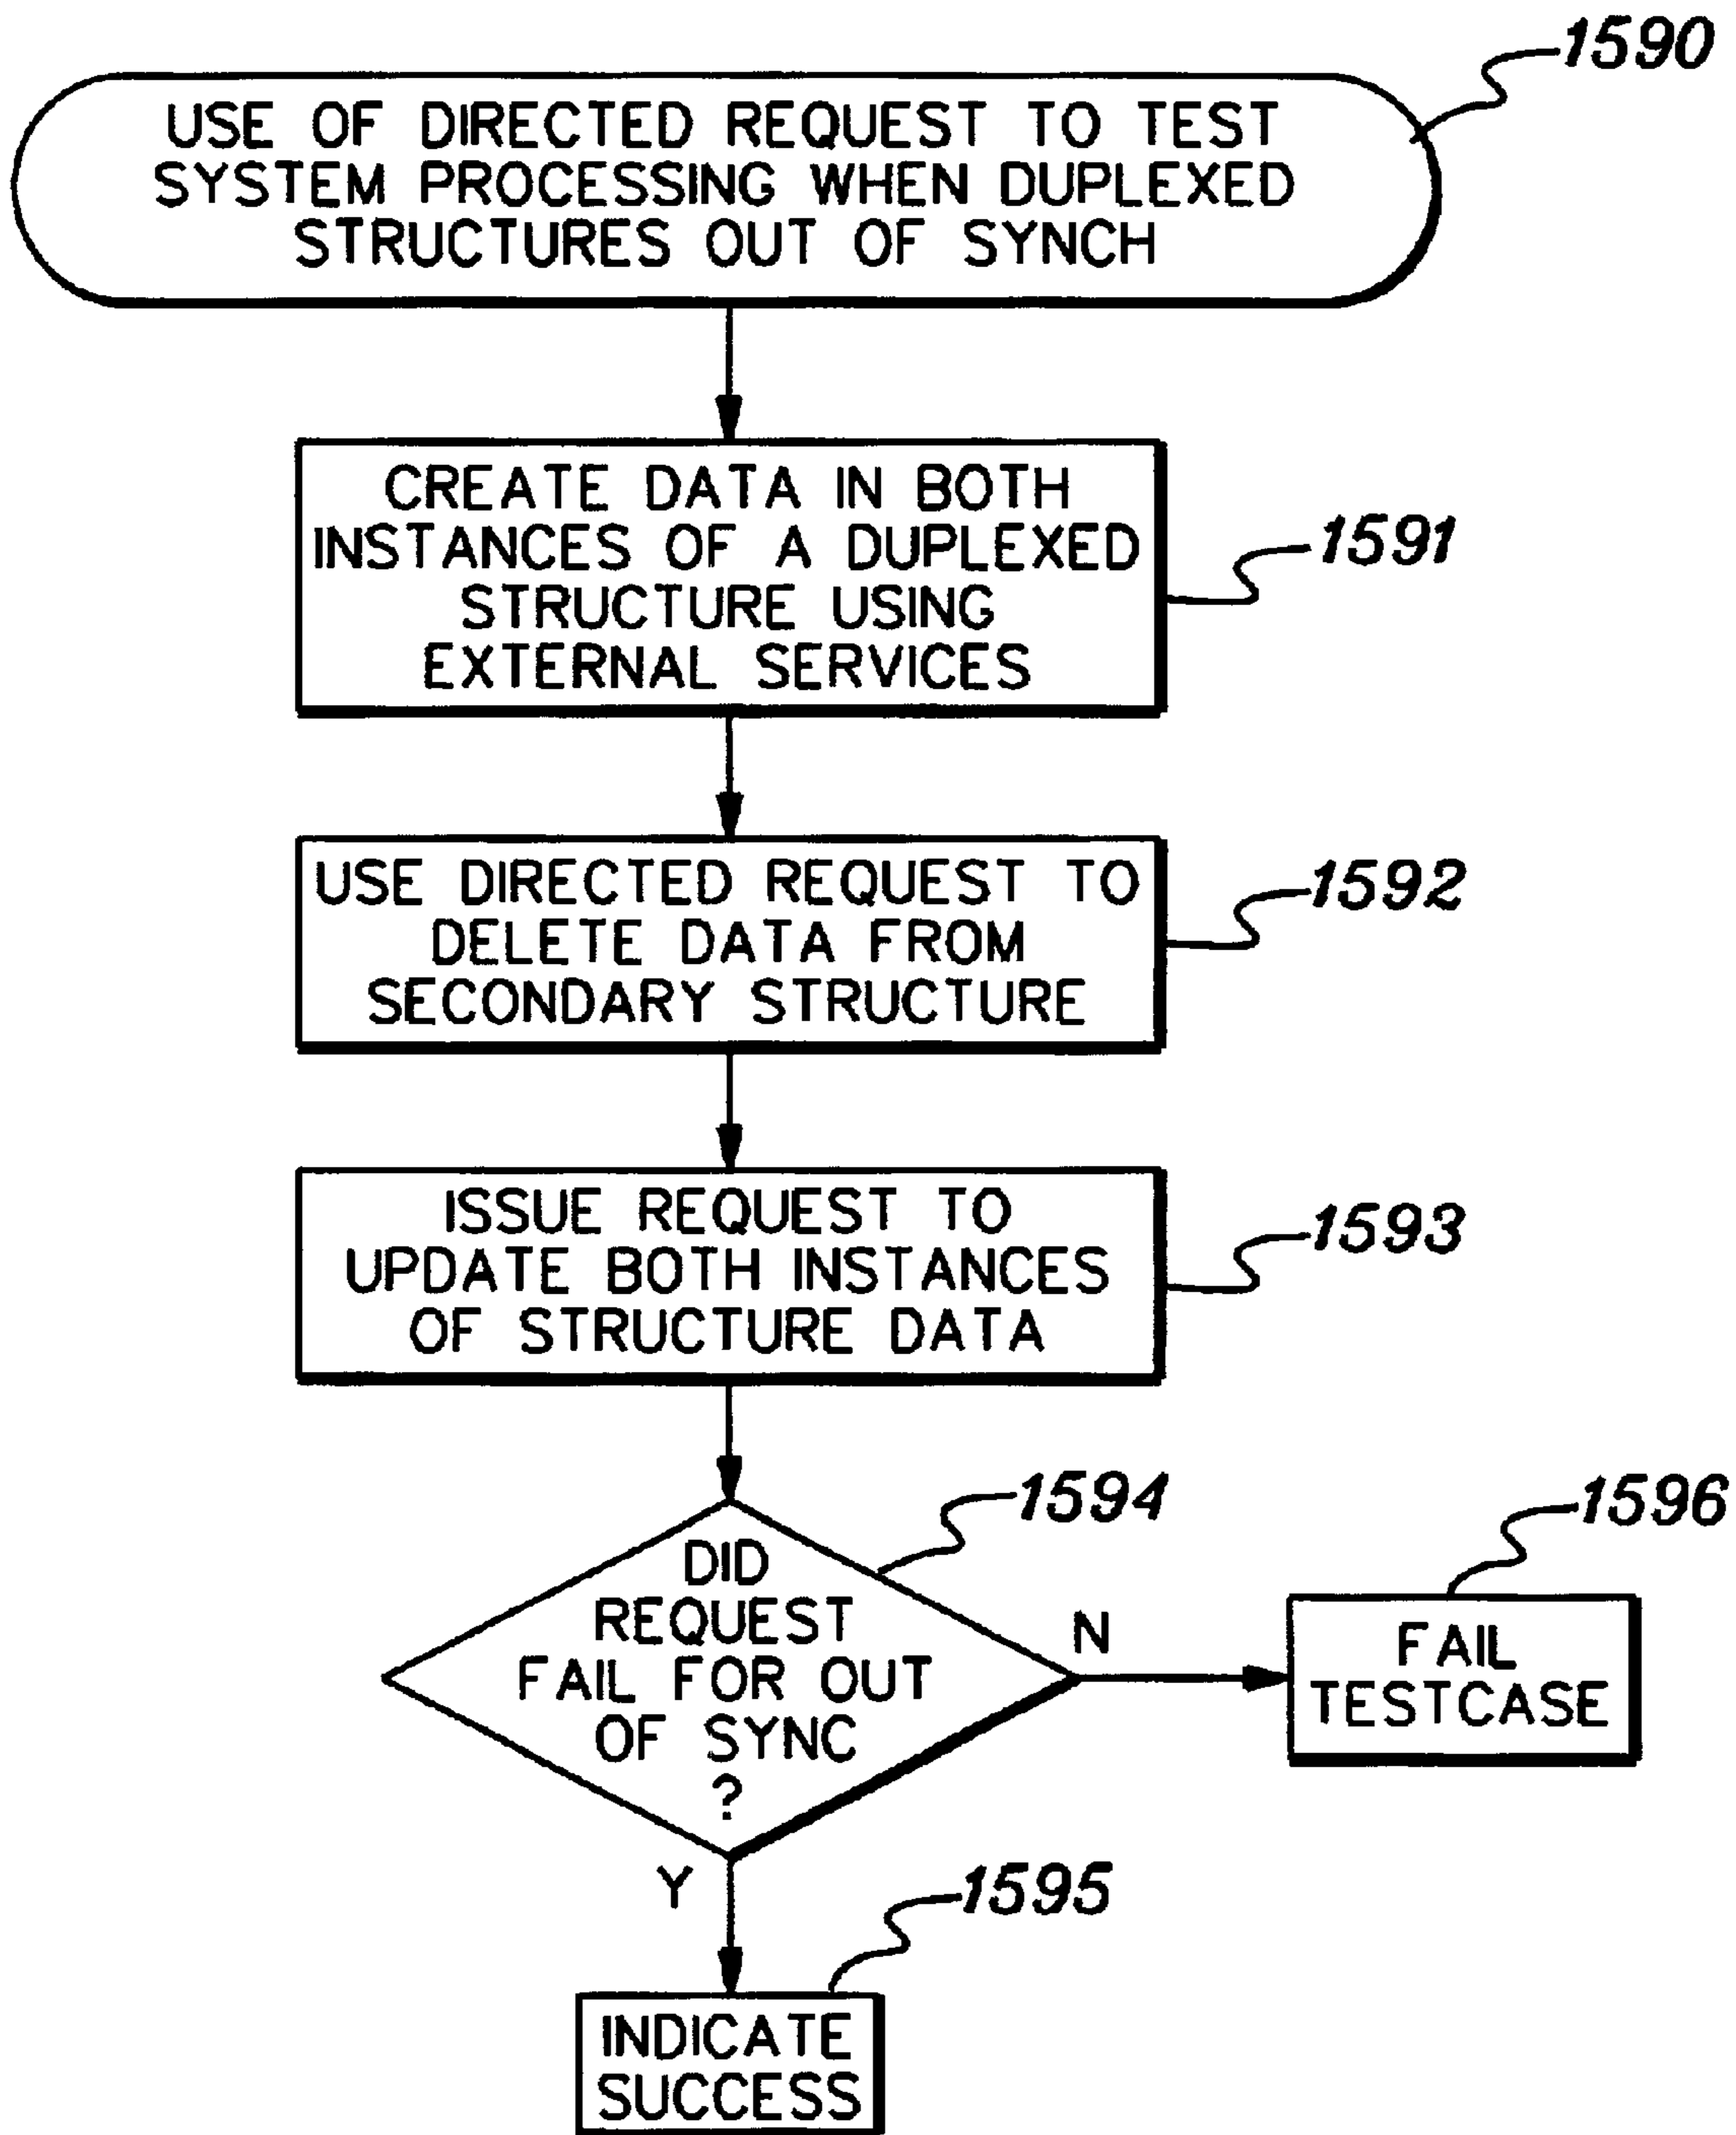 1590
USE OF DIRECTED REQUEST TO TEST
SYSTEM PROCESSING WHEN DUPLEXED
STRUCTURES OUT OF SYNCH
CREATE DATA IN BOTH
INSTANCES OF A DUPLEXED
STRUCTURE USING
EXTERNAL SERVICES
1591
USE DIRECTED REQUEST TO
DELETE DATA FROM
SECONDARY STRUCTURE
1592
ISSUE REQUEST TO
UPDATE BOTH INSTANCES
OF STRUCTURE DATA
1593
DID
REQUEST
FAIL FOR OUT
OF SYNC
?
1594
N
1596
FAIL
TESTCASE
Y
1595
INDICATE
SUCCESS